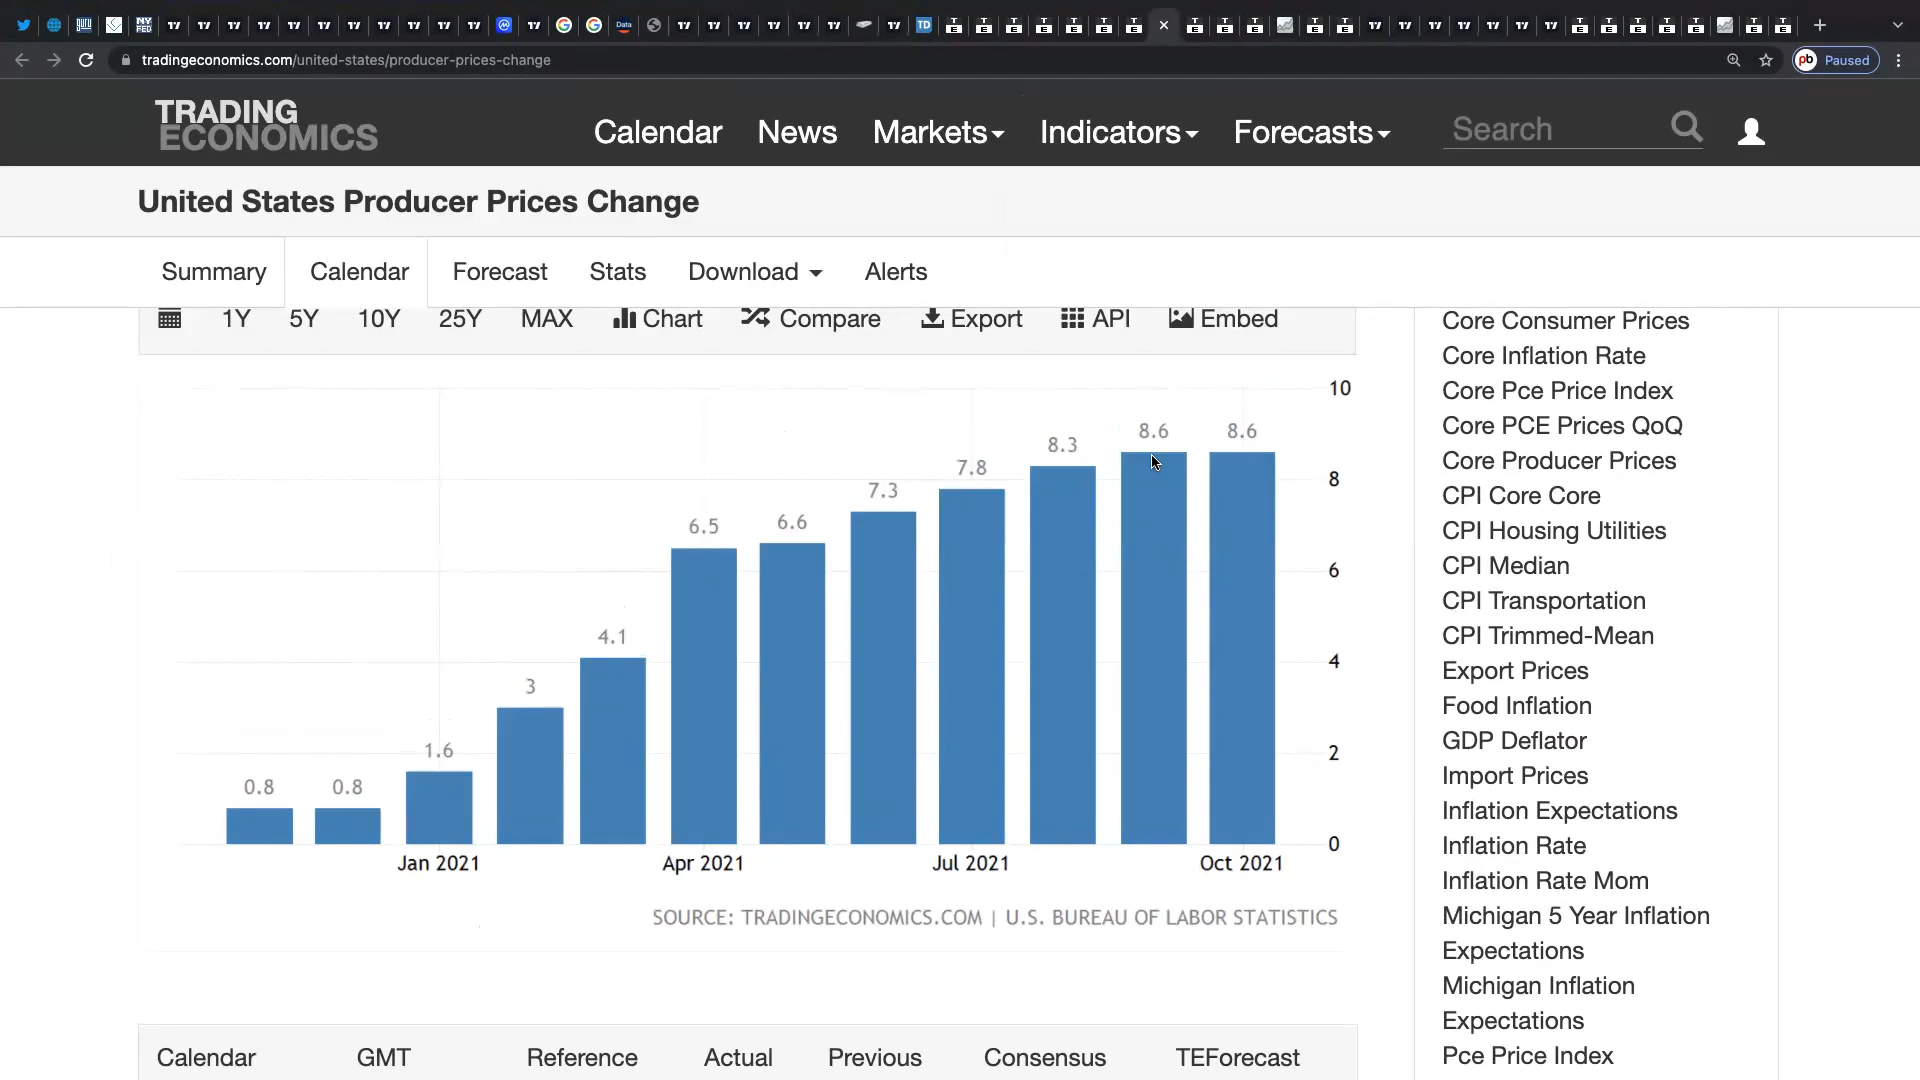 NY
FED
Data
TD
tradingeconomics.com/united-states/producer-prices-change
pb Paused
TRADING
ECONOMICS
Calendar News Markets Indicators Forecasts Search
United States Producer Prices Change
Summary Calendar Forecast Stats Download Alerts
1Y 5Y 10Y 25Y MAX Chart Compare Export API Embed
10
8
6
4
2
0
0.8 0.8 1.6 3 4.1 6.5 6.6 7.3 7.8 8.3 8.6 8.6
Jan 2021 Apr 2021 Jul 2021 Oct 2021
SOURCE: TRADINGECONOMICS.COM | U.S. BUREAU OF LABOR STATISTICS
Calendar GMT Reference Actual Previous Consensus TEForecast
Core Consumer Prices
Core Inflation Rate
Core Pce Price Index
Core PCE Prices QoQ
Core Producer Prices
CPI Core Core
CPI Housing Utilities
CPI Median
CPI Transportation
CPI Trimmed-Mean
Export Prices
Food Inflation
GDP Deflator
Import Prices
Inflation Expectations
Inflation Rate
Inflation Rate Mom
Michigan 5 Year Inflation
Expectations
Michigan Inflation
Expectations
Pce Price Index